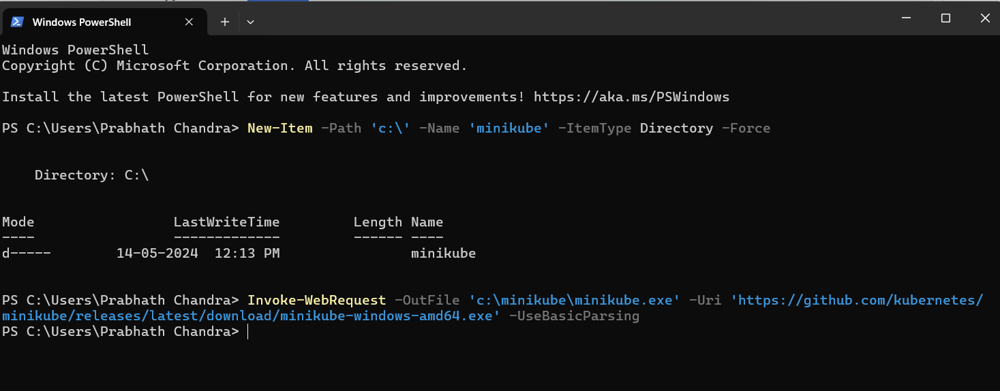 Windows PowerShell
Windows PowerShell
Copyright (C) Microsoft Corporation. All rights reserved.
Install the latest PowerShell for new features and improvements! https://aka.ms/PSWindows
PS C:\Users\Prabhath Chandra> New-Item -Path 'c:\' -Name 'minikube' -ItemType Directory -Force
    Directory: C:\
Mode                 LastWriteTime         Length Name
----                 -------------         ------ ----
d-----        14-05-2024  12:13 PM                minikube
PS C:\Users\Prabhath Chandra> Invoke-WebRequest -OutFile 'c:\minikube\minikube.exe' -Uri 'https://github.com/kubernetes/
minikube/releases/latest/download/minikube-windows-amd64.exe' -UseBasicParsing
PS C:\Users\Prabhath Chandra>